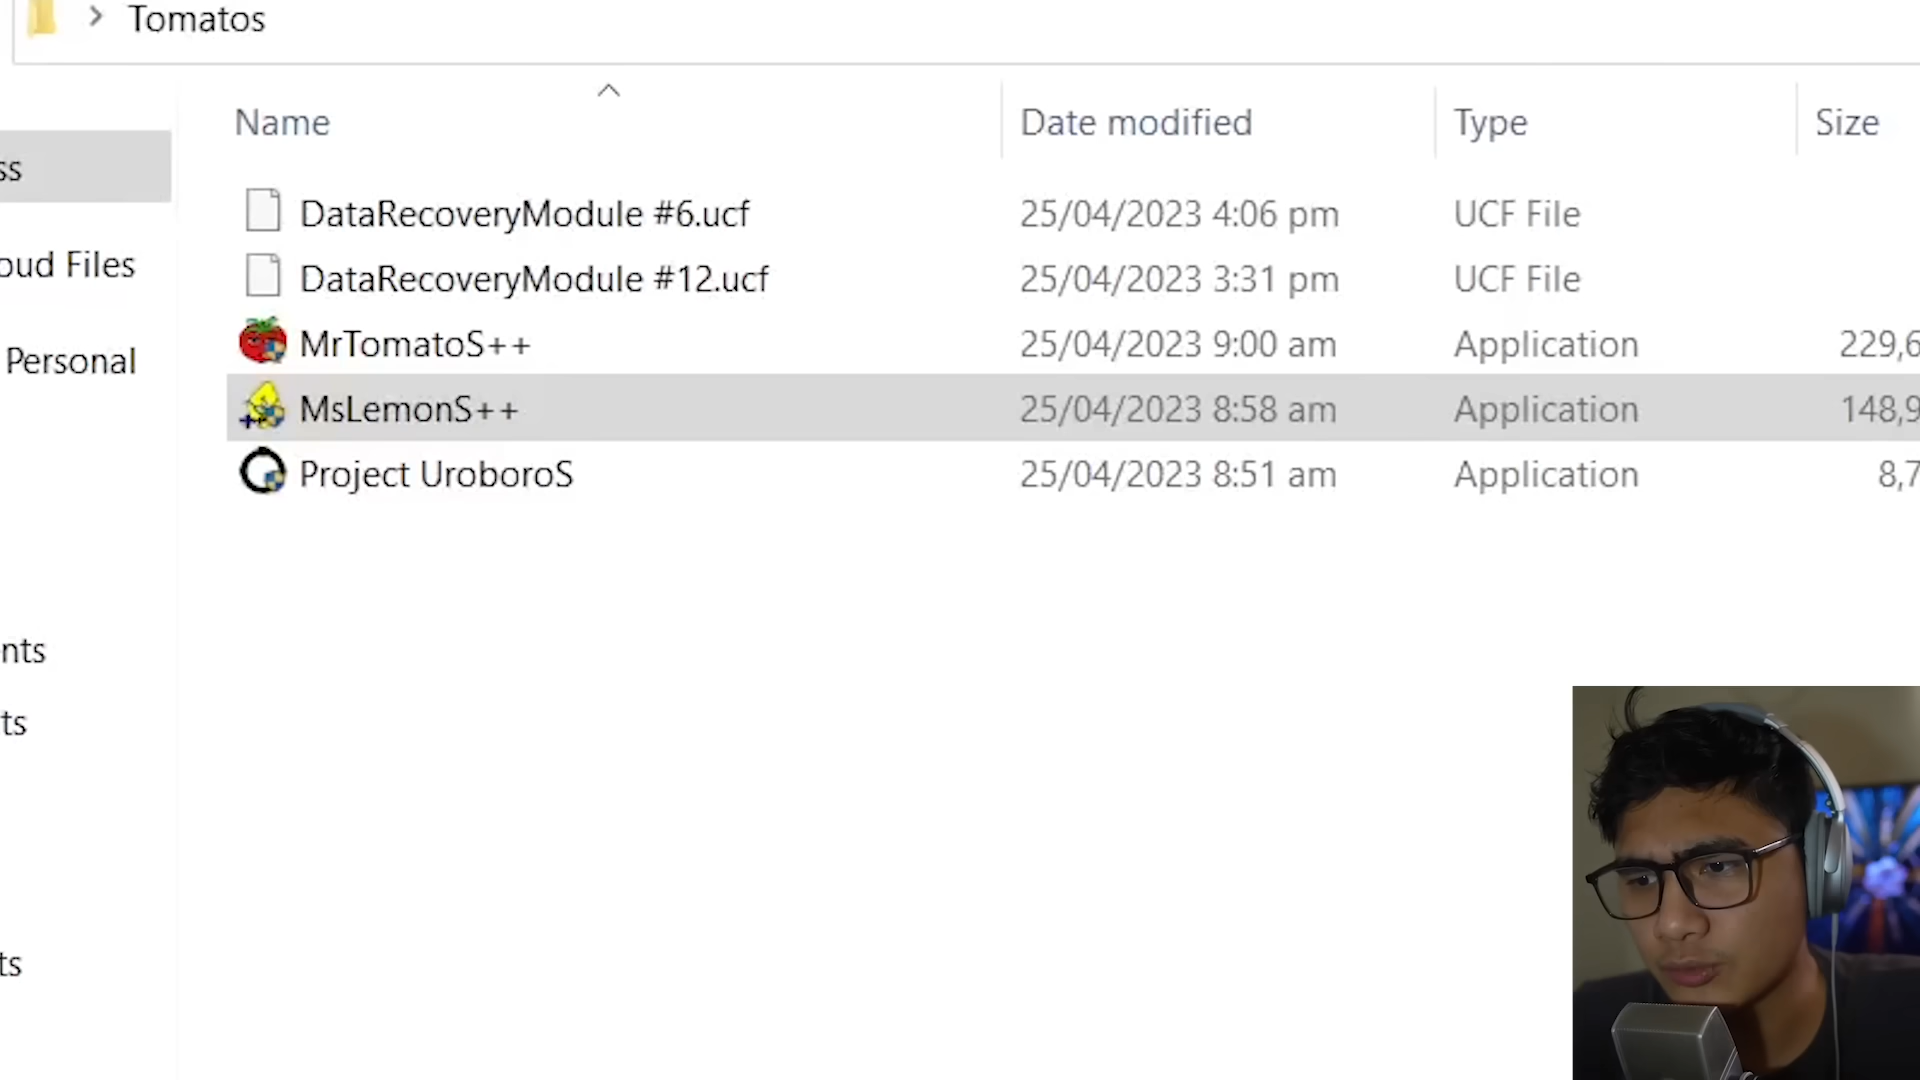 > Tomatos
Name Date modified Type Size
ss
DataRecoveryModule #6.ucf 25/04/2023 4:06 pm UCF File
oud Files
DataRecoveryModule #12.ucf 25/04/2023 3:31 pm UCF File
MrTomatoS++ 25/04/2023 9:00 am Application 229,6
Personal
MsLemonS++ 25/04/2023 8:58 am Application 148,9
Project UroboroS 25/04/2023 8:51 am Application 8,7
nts
ts
ts